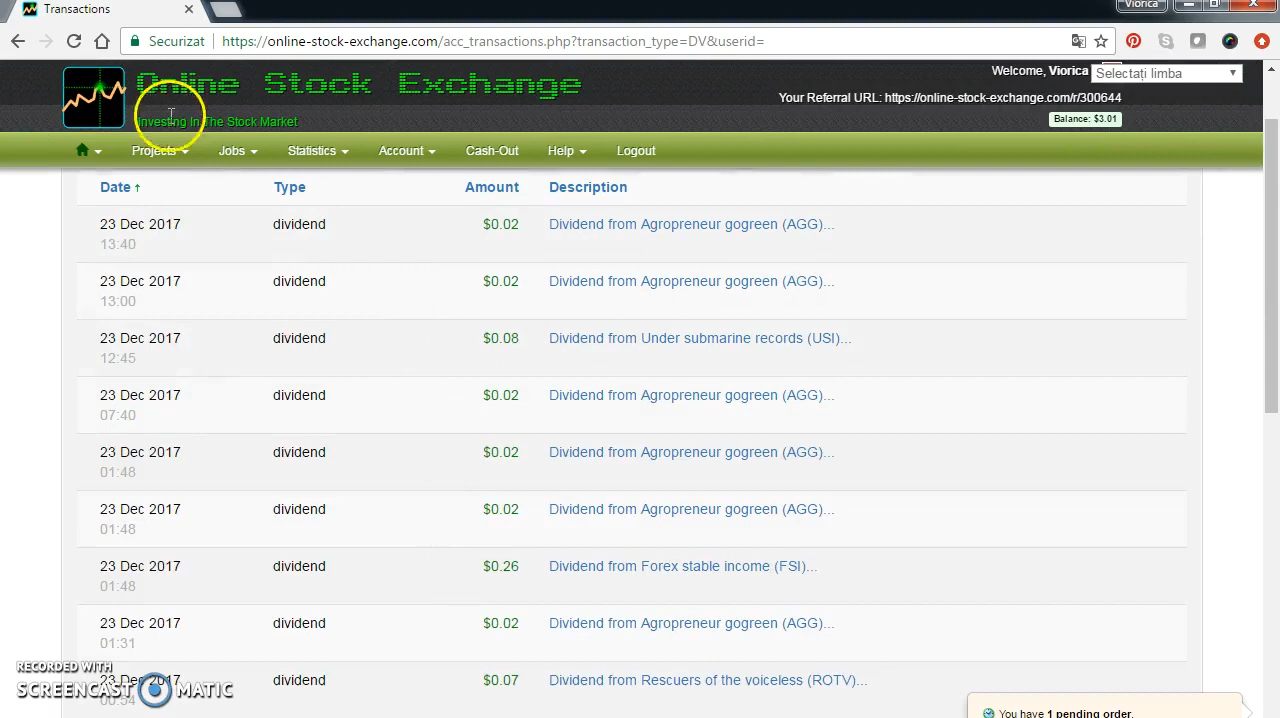 Transactions
Viorica
Securizat
https://online-stock-exchange.com/acc_transactions.php?transaction_type=DV&userid=
Online Stock Exchange
Investing In The Stock Market
Welcome, Viorica
Selectați limba
Your Referral URL: https://online-stock-exchange.com/r/300644
Balance: $3.01
Projects Jobs Statistics Account Cash-Out Help Logout
Date Type Amount Description
23 Dec 2017 dividend $0.02 Dividend from Agropreneur gogreen (AGG)...
13:40
23 Dec 2017 dividend $0.02 Dividend from Agropreneur gogreen (AGG)...
13:00
23 Dec 2017 dividend $0.08 Dividend from Under submarine records (USI)...
12:45
23 Dec 2017 dividend $0.02 Dividend from Agropreneur gogreen (AGG)...
07:40
23 Dec 2017 dividend $0.02 Dividend from Agropreneur gogreen (AGG)...
01:48
23 Dec 2017 dividend $0.02 Dividend from Agropreneur gogreen (AGG)...
01:48
23 Dec 2017 dividend $0.26 Dividend from Forex stable income (FSI)...
01:48
23 Dec 2017 dividend $0.02 Dividend from Agropreneur gogreen (AGG)...
01:31
23 Dec 2017 dividend $0.07 Dividend from Rescuers of the voiceless (ROTV)...
00:54
RECORDED WITH
SCREENCAST MATIC
You have 1 pending order.